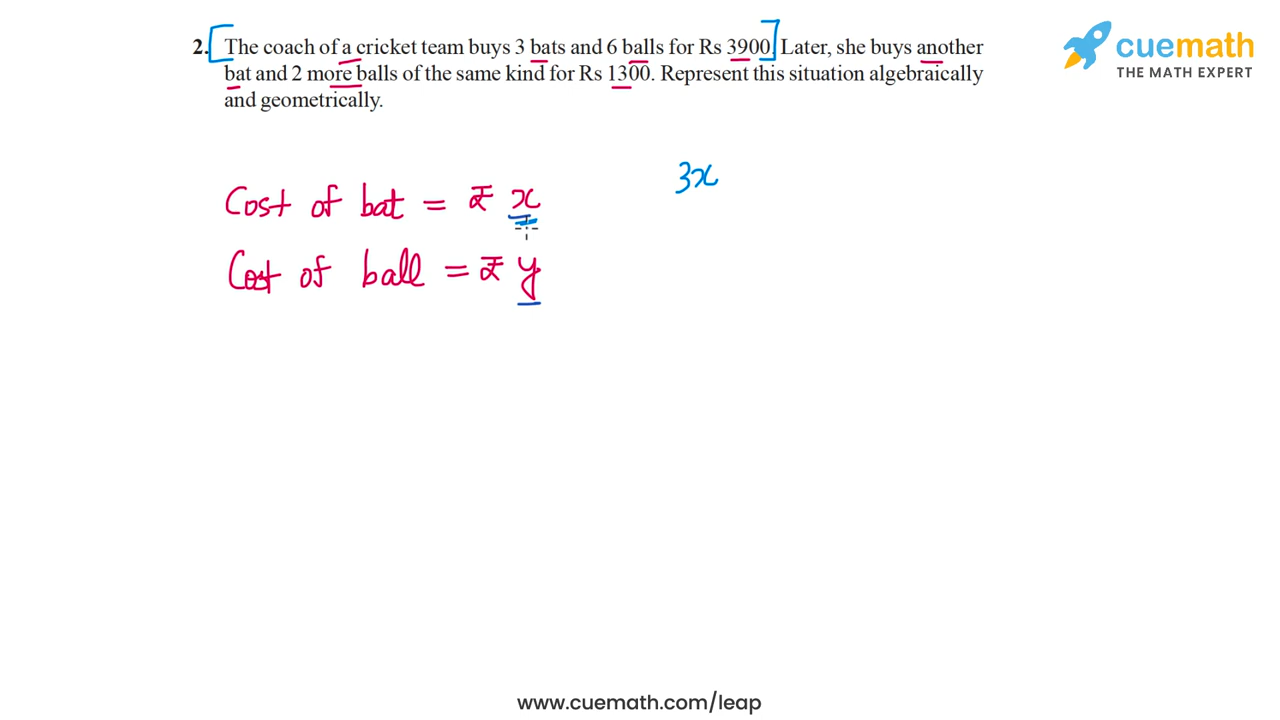 2. The coach of a cricket team buys 3 bats and 6 balls for Rs 3900. Later, she buys another
bat and 2 more balls of the same kind for Rs 1300. Represent this situation algebraically
and geometrically.
cuemath
THE MATH EXPERT
3x
Cost of bat = ₹ x
Cost of ball = ₹ y
www.cuemath.com/leap